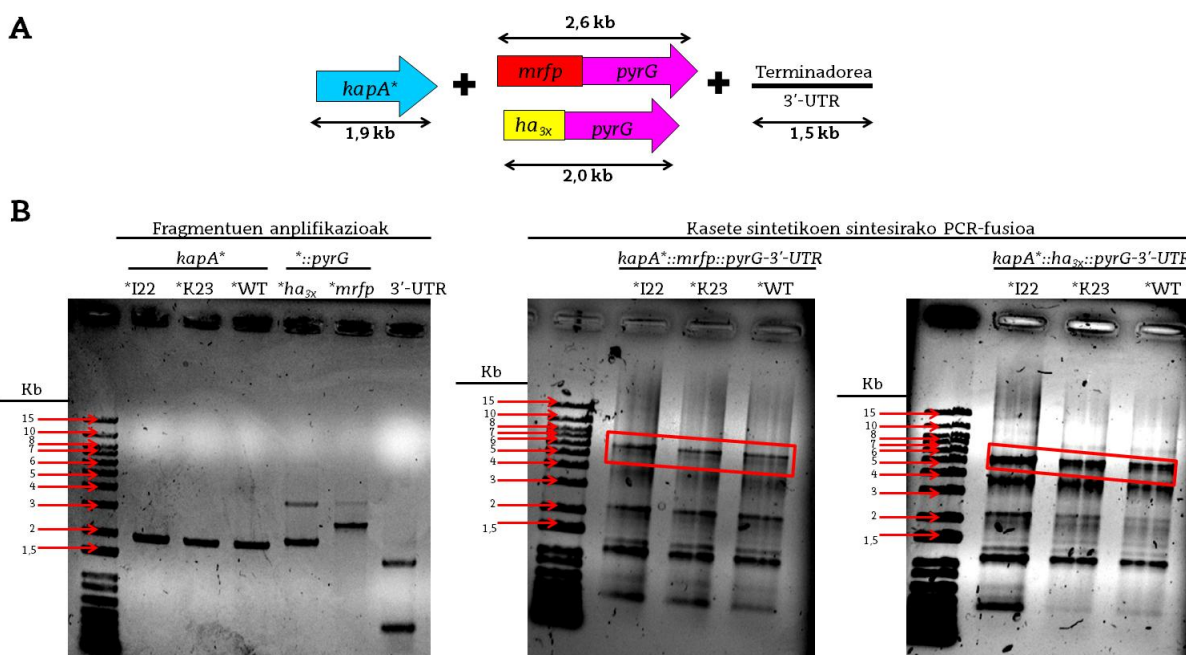 A
2,6 kb
mrfp pyrG
kapA* + + Terminadorea
3'-UTR
ha3x pyrG
1,9 kb 1,5 kb
2,0 kb
B
Fragmentuen anplifikazioak
Kasete sintetikoen sintesirako PCR-fusioa
kapA* *::pyrG
kapA*::mrfp::pyrG-3'-UTR
kapA*::ha3x::pyrG-3'-UTR
*I22 *K23 *WT *ha3x *mrfp 3'-UTR
*I22 *K23 *WT
*I22 *K23 *WT
Kb
15
10
8
7
6
5
4
3
2
1,5
Kb
15
10
8
7
6
5
4
3
2
1,5
Kb
15
10
8
7
6
5
4
3
2
1,5